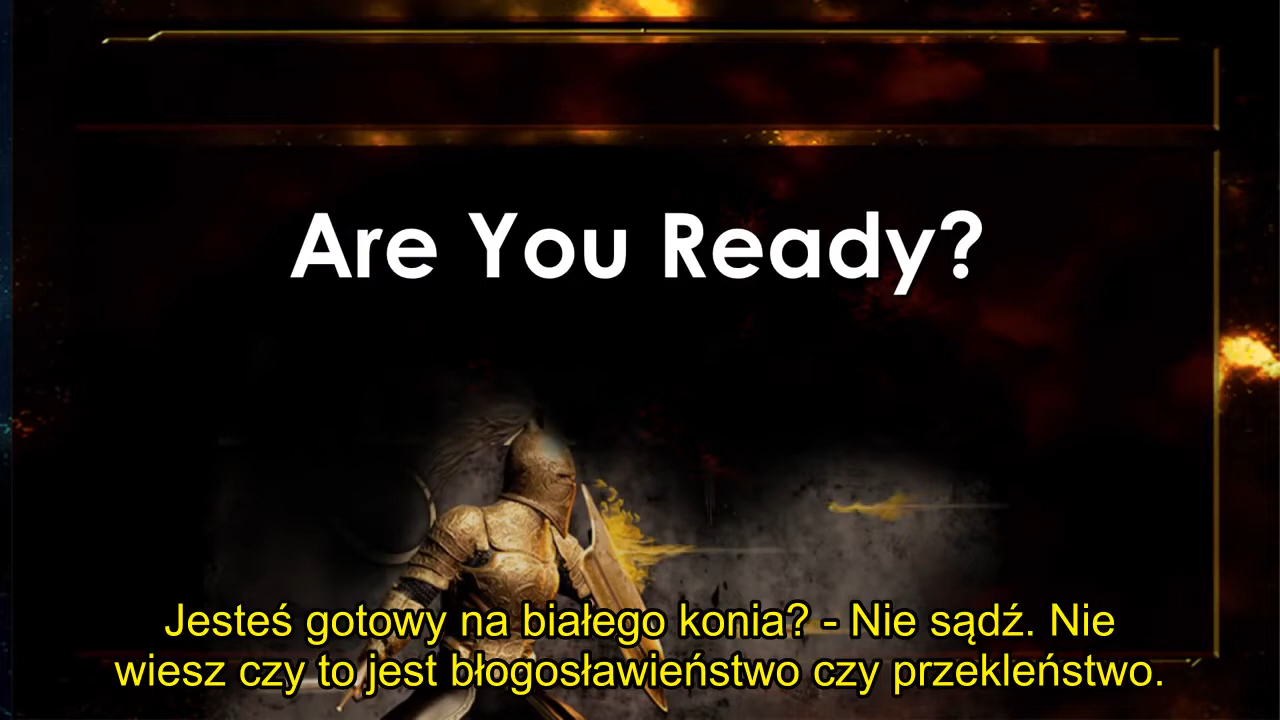 Are You Ready?
Jesteś gotowy na białego konia? - Nie sądź. Nie
wiesz czy to jest błogosławieństwo czy przekleństwo.